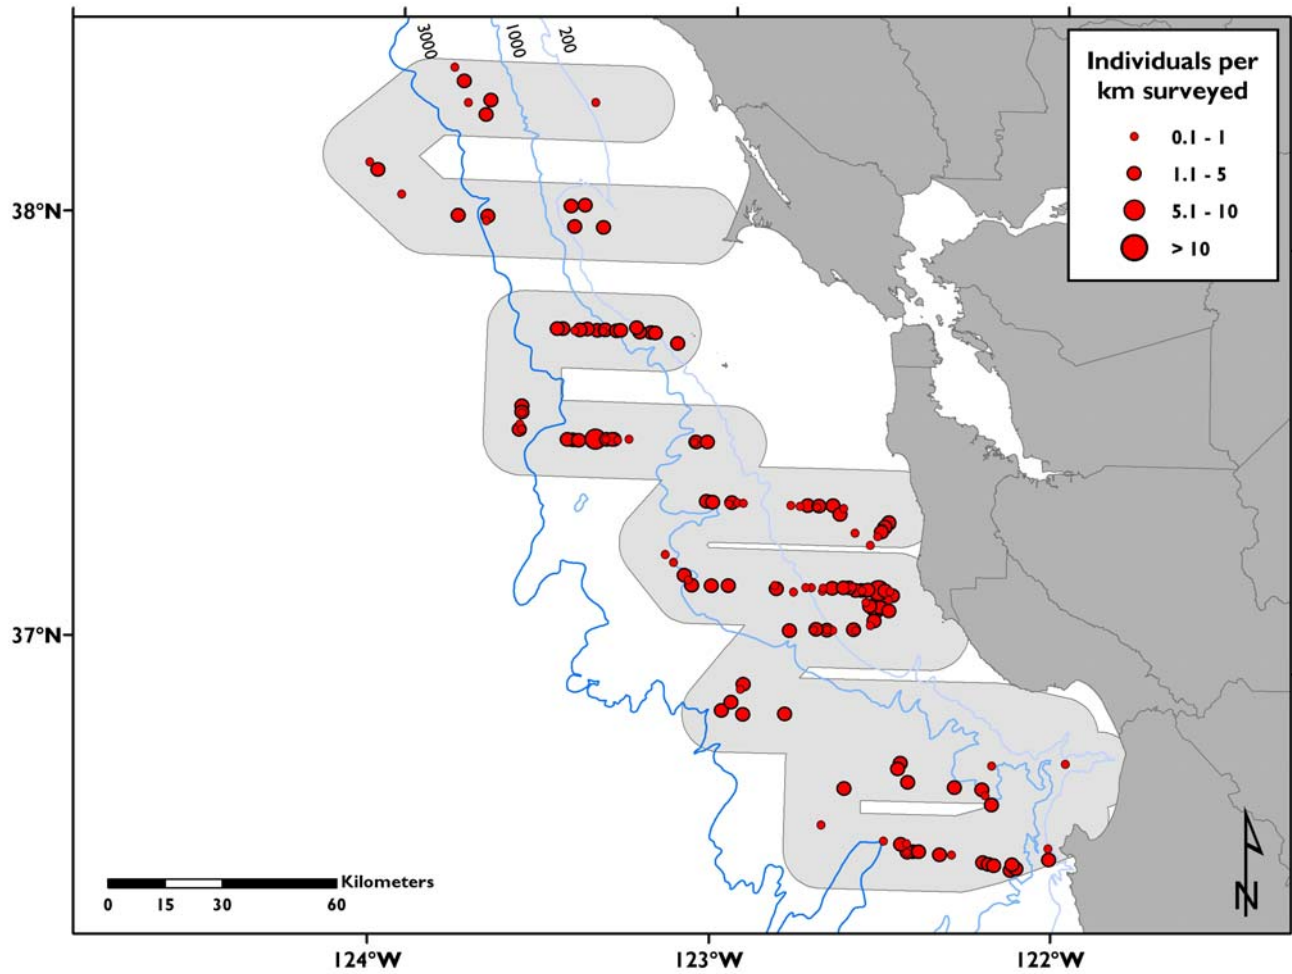 3000
1000
200
Individuals per
km surveyed
0.1 - 1
1.1 - 5
5.1 - 10
> 10
38°N
37°N
Kilometers
0 15 30 60
N
124°W 123°W 122°W